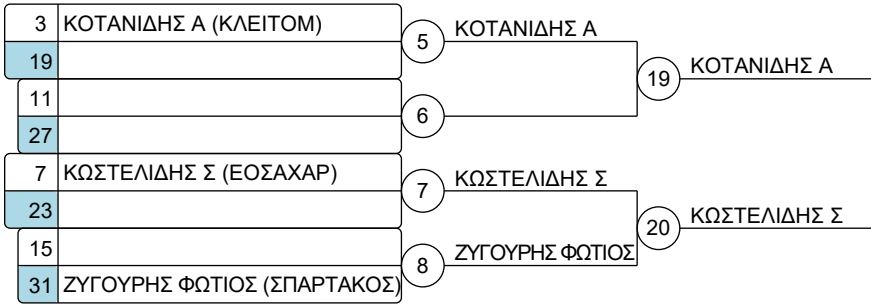 3 ΚΟΤΑΝΙΔΗΣ Α (ΚΛΕΙΤΟΜ)
19
5 ΚΟΤΑΝΙΔΗΣ Α
19 ΚΟΤΑΝΙΔΗΣ Α
11
27
6
7 ΚΩΣΤΕΛΙΔΗΣ Σ (ΕΟΣΑΧΑΡ)
23
7 ΚΩΣΤΕΛΙΔΗΣ Σ
20 ΚΩΣΤΕΛΙΔΗΣ Σ
15
31 ΖΥΓΟΥΡΗΣ ΦΩΤΙΟΣ (ΣΠΑΡΤΑΚΟΣ)
8 ΖΥΓΟΥΡΗΣ ΦΩΤΙΟΣ